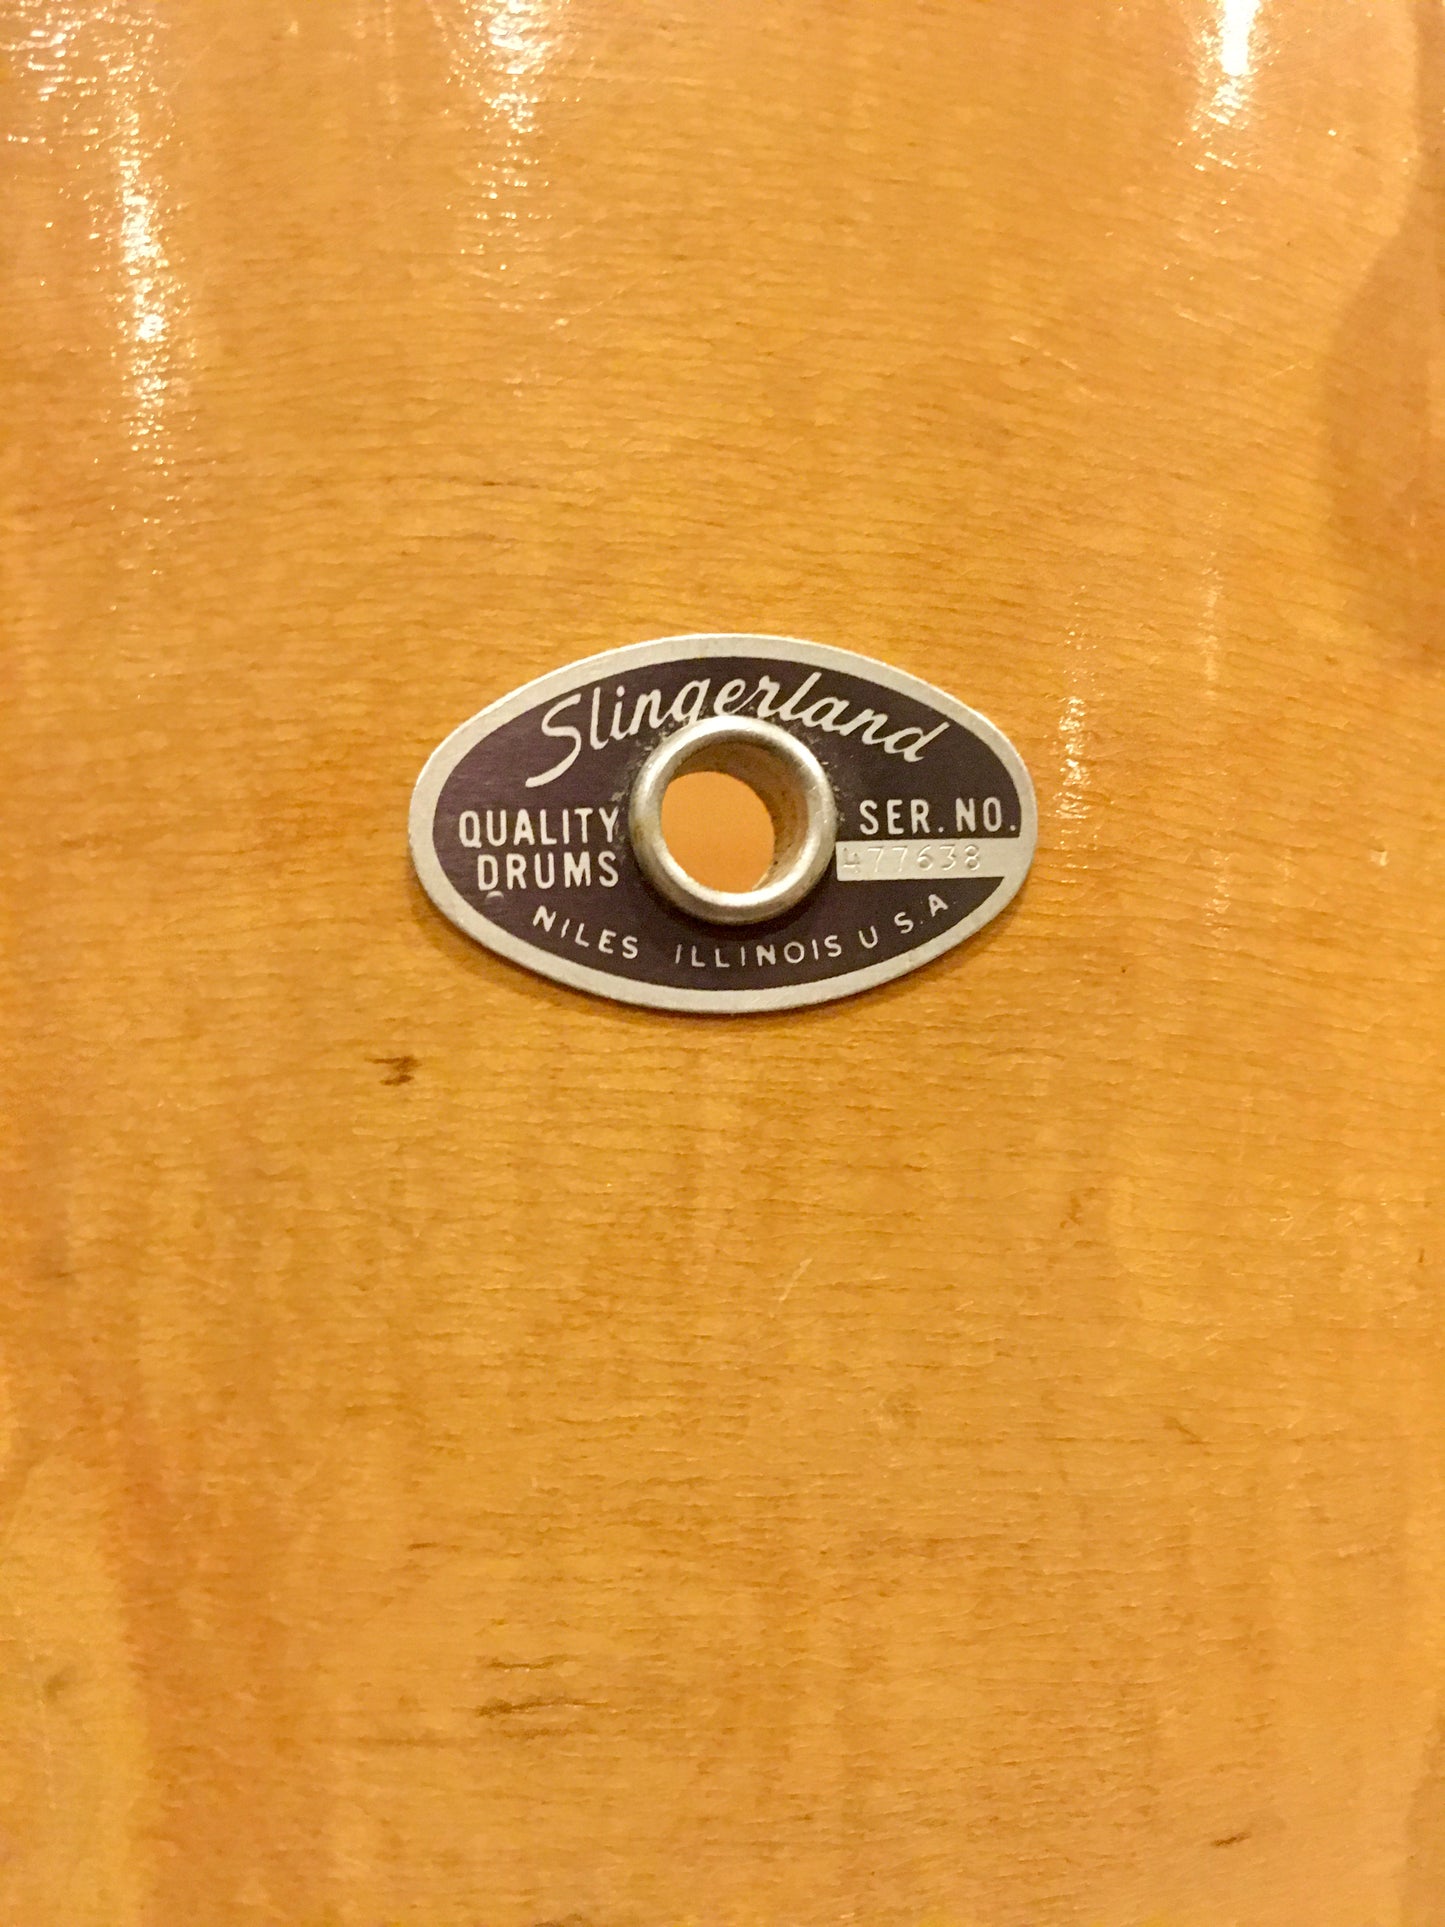 Slingerland
QUALITY
DRUMS
SER. NO.
477638
NILES ILLINOIS U S.A.